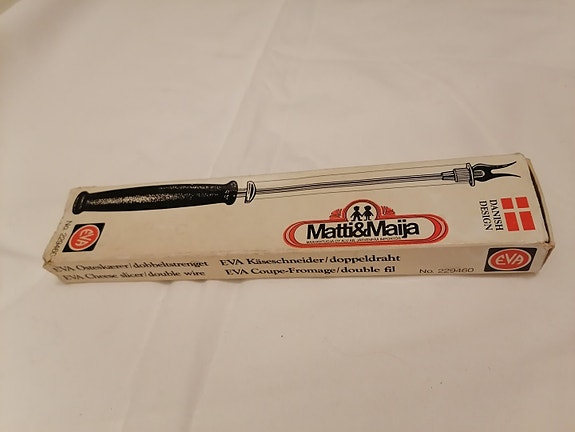 DANISH
DESIGN
Matti&Maija
EVA
EVA Osteskærer/dobbeltstrenget
EVA Käseschneider/doppeldraht
EVA Cheese slicer/double wire
EVA Coupe-Fromage/double fil
No. 229460
EVA